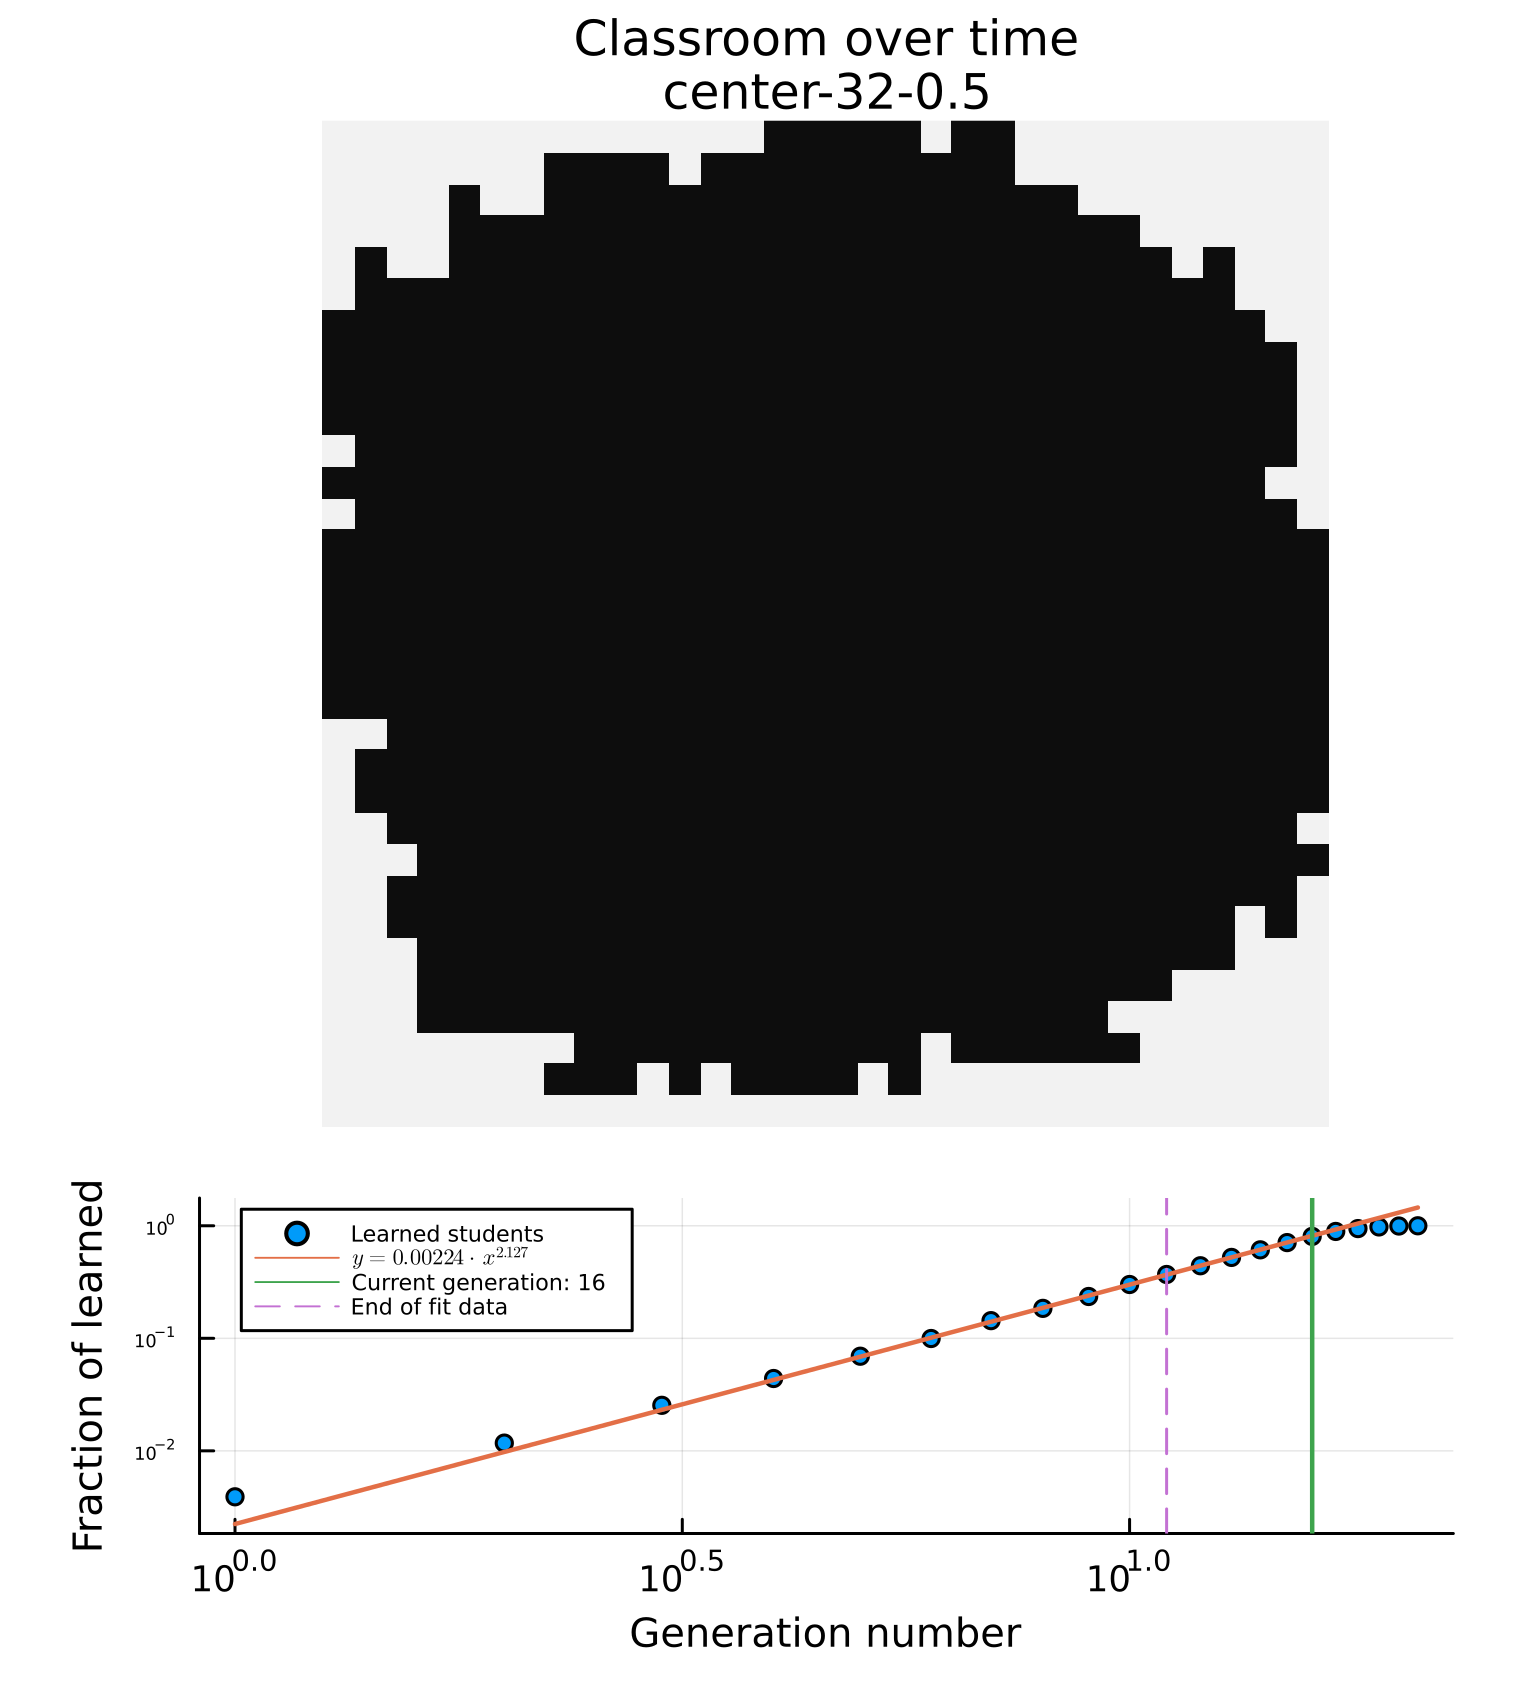 Classroom over time
center-32-0.5
Fraction of learned
10^0
10^-1
10^-2
Learned students
y = 0.00224 · x^2.127
Current generation: 16
End of fit data
10^0.0 10^0.5 10^1.0
Generation number